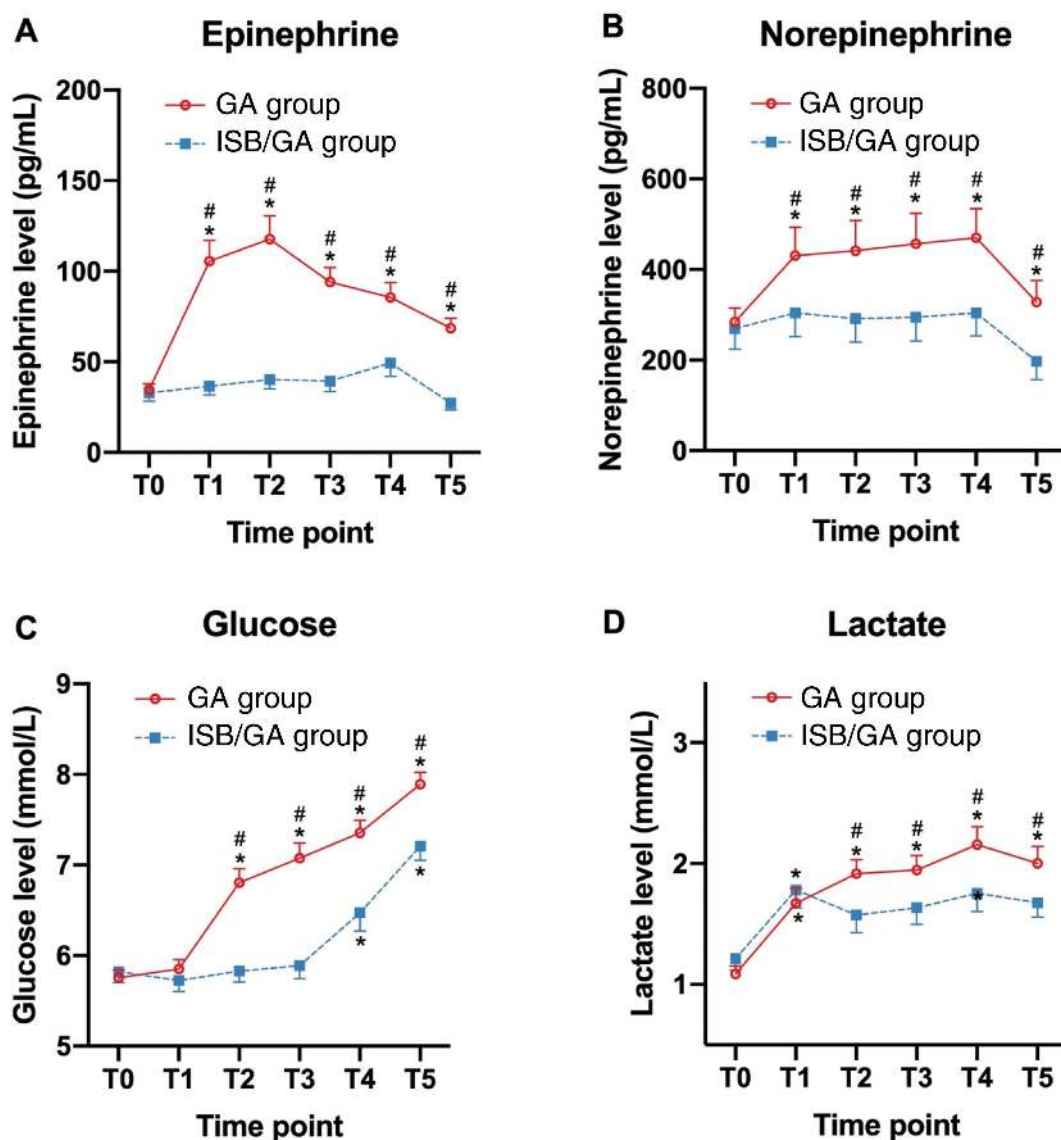 A Epinephrine
200
150
100
50
0
Epinephrine level (pg/mL)
GA group
ISB/GA group
#
*
#
*
#
*
#
*
#
*
T0 T1 T2 T3 T4 T5
Time point
B Norepinephrine
800
600
400
200
0
Norepinephrine level (pg/mL)
GA group
ISB/GA group
#
*
#
*
#
*
#
*
#
*
T0 T1 T2 T3 T4 T5
Time point
C Glucose
9
8
7
6
5
Glucose level (mmol/L)
GA group
ISB/GA group
#
*
#
*
#
*
#
*
*
*
T0 T1 T2 T3 T4 T5
Time point
D Lactate
3
2
1
Lactate level (mmol/L)
GA group
ISB/GA group
*
*
#
*
#
*
#
*
*
#
*
T0 T1 T2 T3 T4 T5
Time point